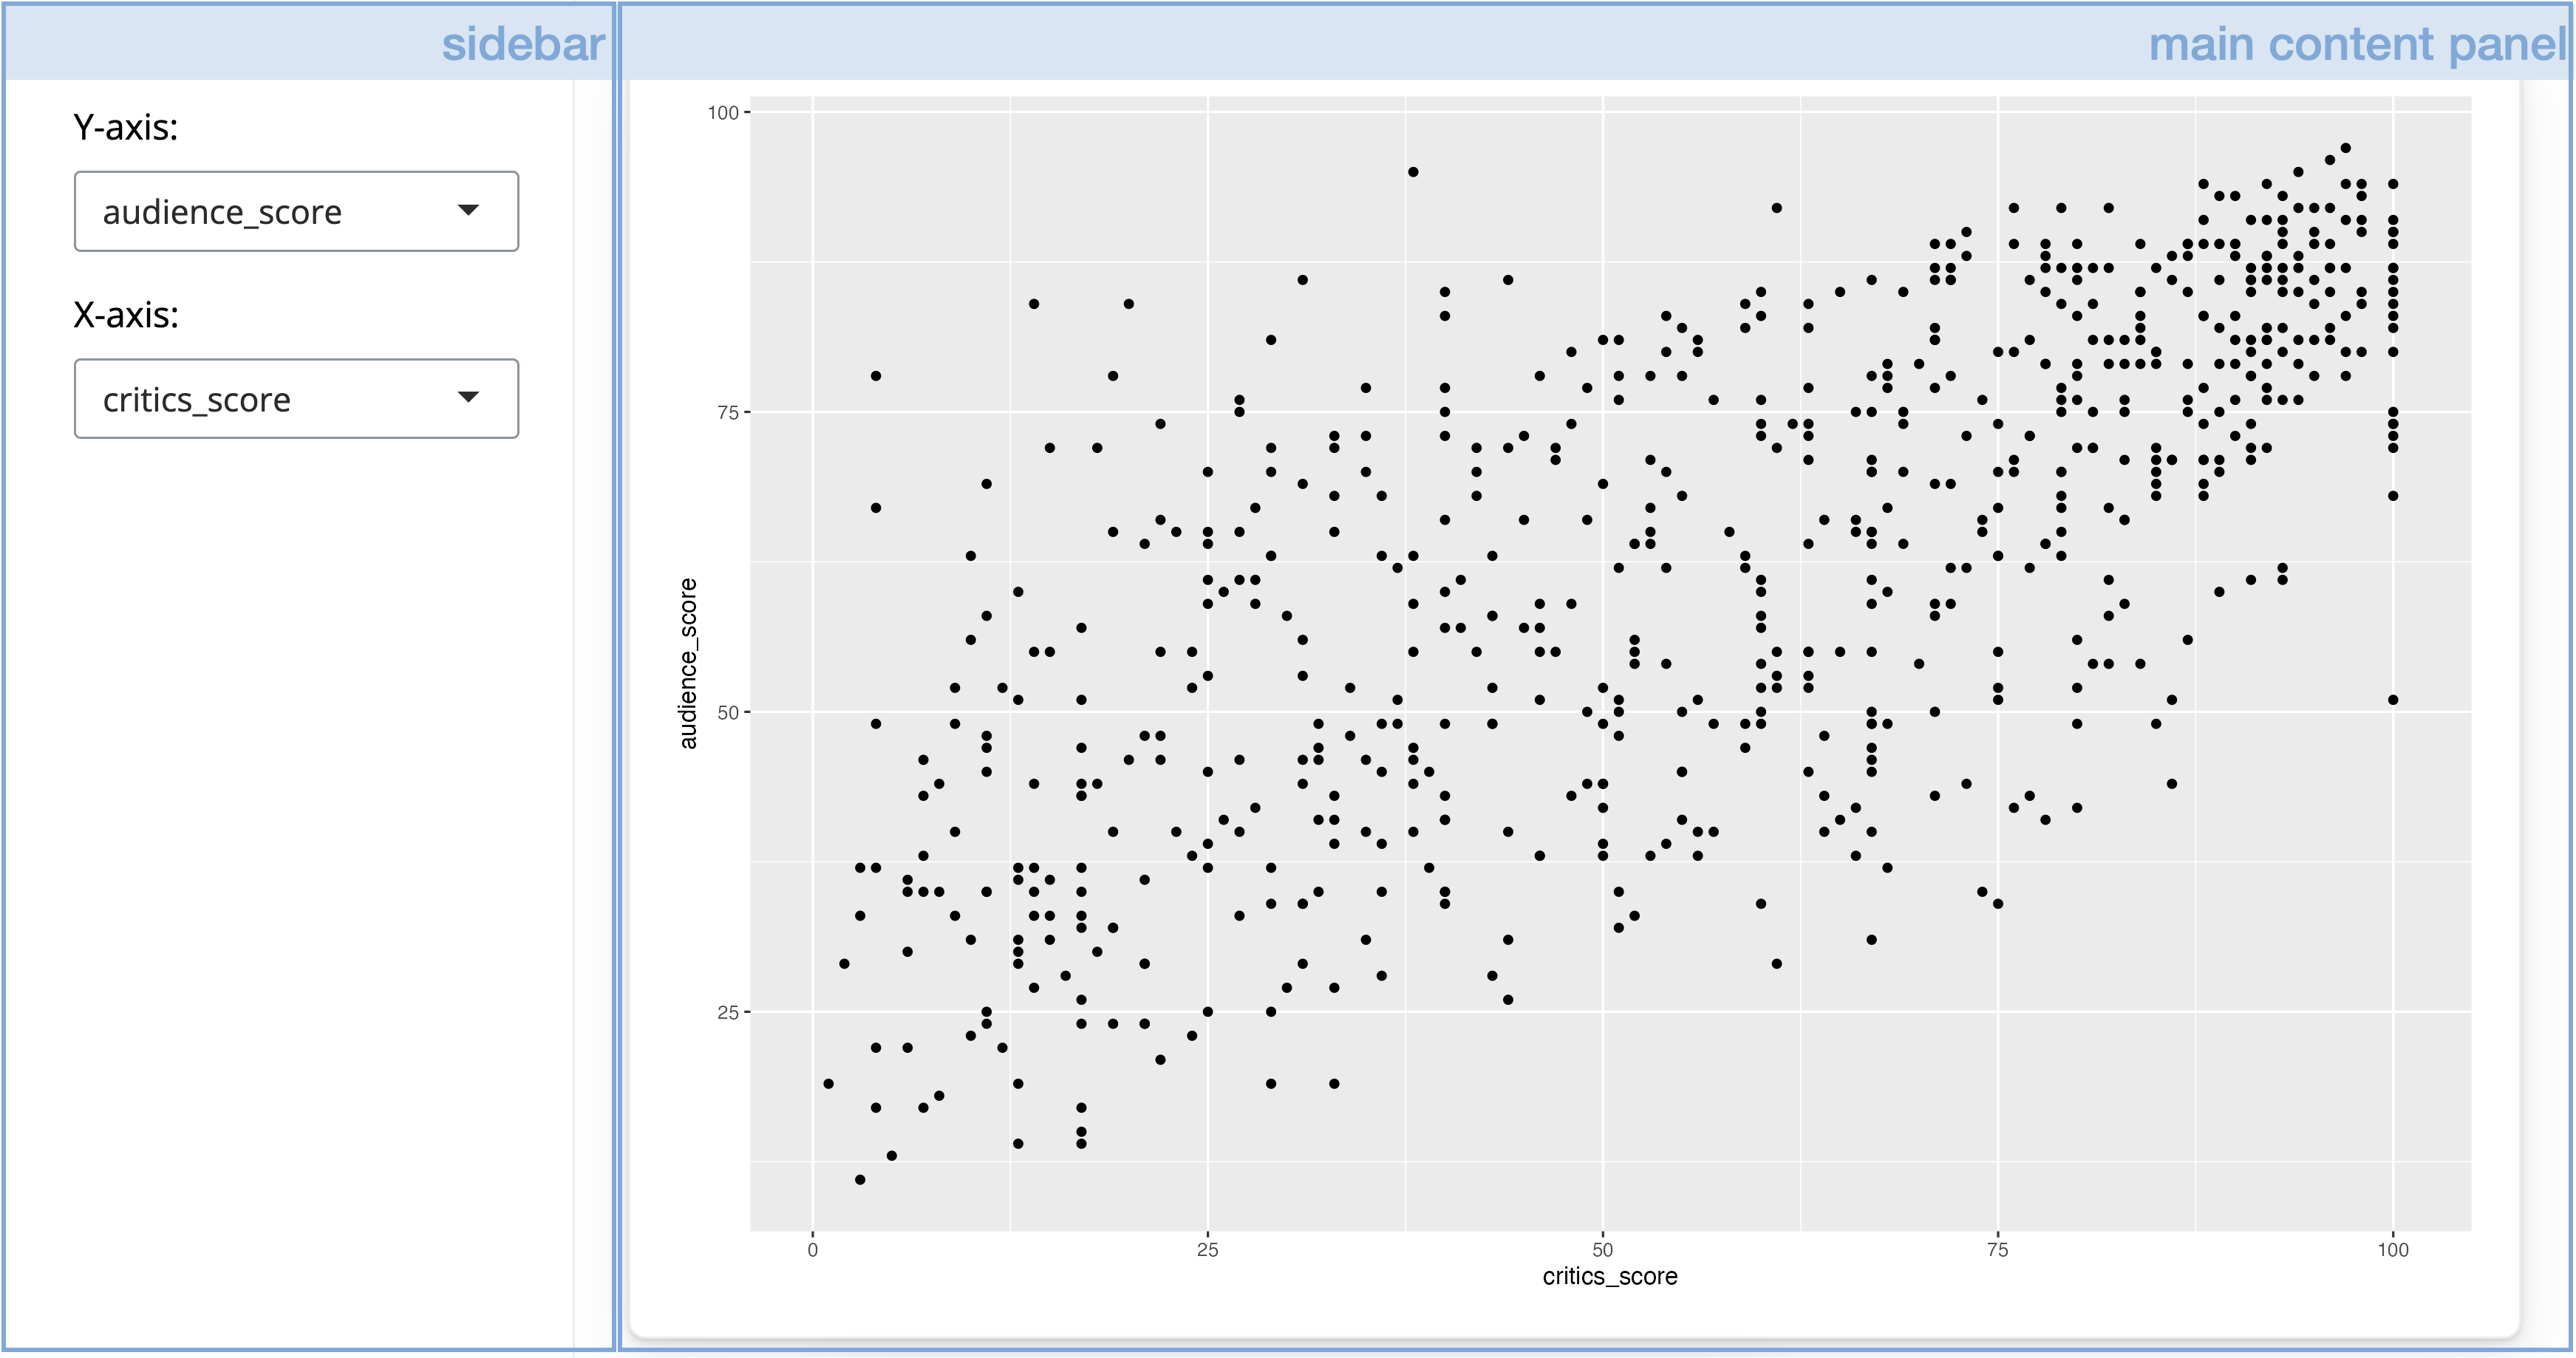 sidebar
main content panel
Y-axis:
audience_score
X-axis:
critics_score
100
75
50
25
audience_score
0 25 50 75 100
critics_score